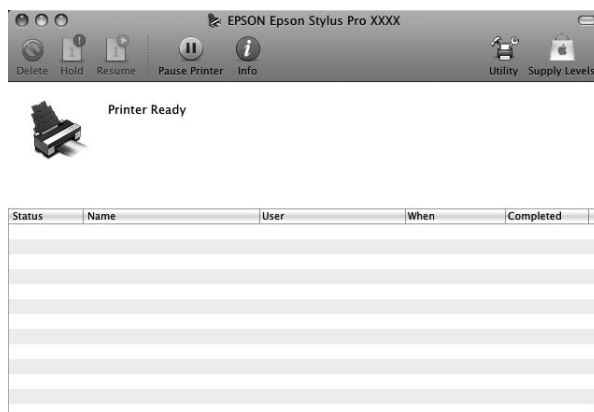 EPSON Epson Stylus Pro XXXX
Delete Hold Resume Pause Printer Info Utility Supply Levels
Printer Ready
Status Name User When Completed